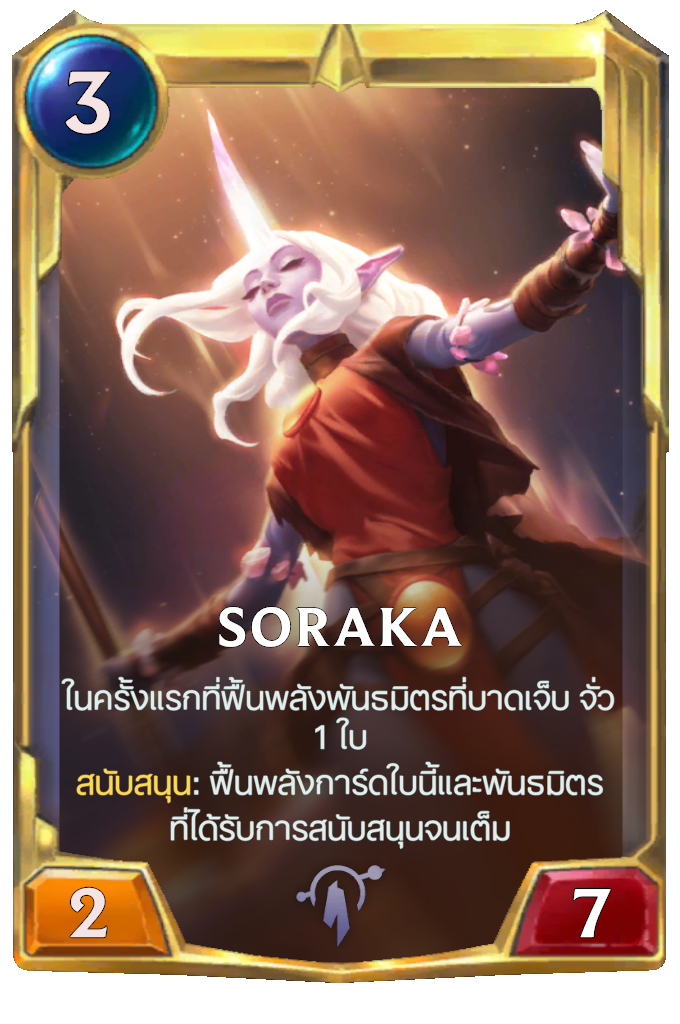 3
SORAKA
ในครั้งแรกที่ฟื้นพลังพันธมิตรที่บาดเจ็บ จั่ว
1 ใบ
สนับสนุน: ฟื้นพลังการ์ดใบนี้และพันธมิตร
ที่ได้รับการสนับสนุนจนเต็ม
2
7